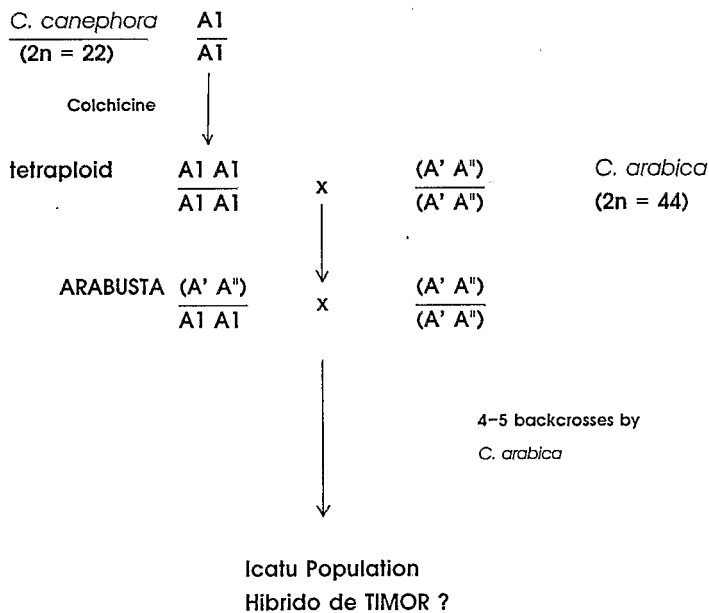 C. canephora A1
(2n = 22) A1
Colchicine
tetraploid A1 A1 x (A' A") C. arabica
A1 A1 (A' A") (2n = 44)
ARABUSTA (A' A") x (A' A")
A1 A1 (A' A")
4-5 backcrosses by
C. arabica
Icatu Population
Hibrido de TIMOR ?